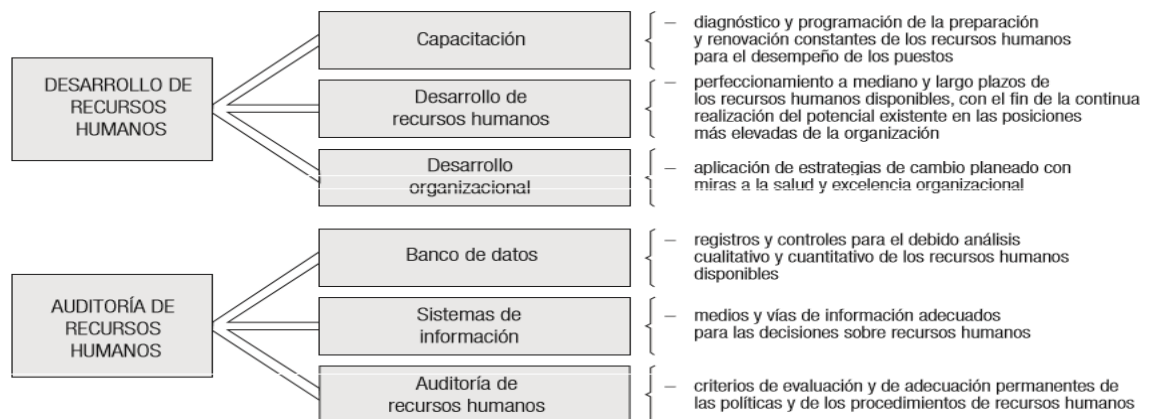 DESARROLLO DE
RECURSOS
HUMANOS
Capacitación
– diagnóstico y programación de la preparación
y renovación constantes de los recursos humanos
para el desempeño de los puestos
Desarrollo de
recursos humanos
– perfeccionamiento a mediano y largo plazos de
los recursos humanos disponibles, con el fin de la continua
realización del potencial existente en las posiciones
más elevadas de la organización
Desarrollo
organizacional
– aplicación de estrategias de cambio planeado con
miras a la salud y excelencia organizacional
AUDITORÍA DE
RECURSOS
HUMANOS
Banco de datos
– registros y controles para el debido análisis
cualitativo y cuantitativo de los recursos humanos
disponibles
Sistemas de
información
– medios y vías de información adecuados
para las decisiones sobre recursos humanos
Auditoría de
recursos humanos
– criterios de evaluación y de adecuación permanentes de
las políticas y de los procedimientos de recursos humanos